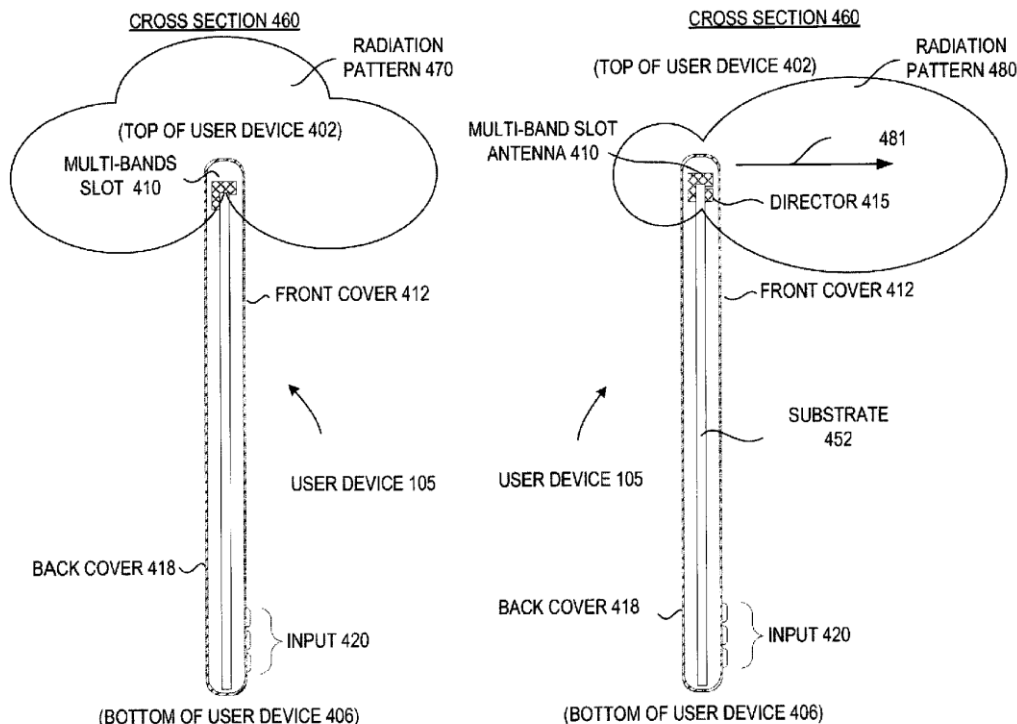 CROSS SECTION 460
RADIATION
PATTERN 470
(TOP OF USER DEVICE 402)
MULTI-BANDS
SLOT 410
FRONT COVER 412
USER DEVICE 105
BACK COVER 418
INPUT 420
(BOTTOM OF USER DEVICE 406)
CROSS SECTION 460
RADIATION
PATTERN 480
(TOP OF USER DEVICE 402)
MULTI-BAND SLOT
ANTENNA 410
481
DIRECTOR 415
FRONT COVER 412
SUBSTRATE
452
USER DEVICE 105
BACK COVER 418
INPUT 420
(BOTTOM OF USER DEVICE 406)